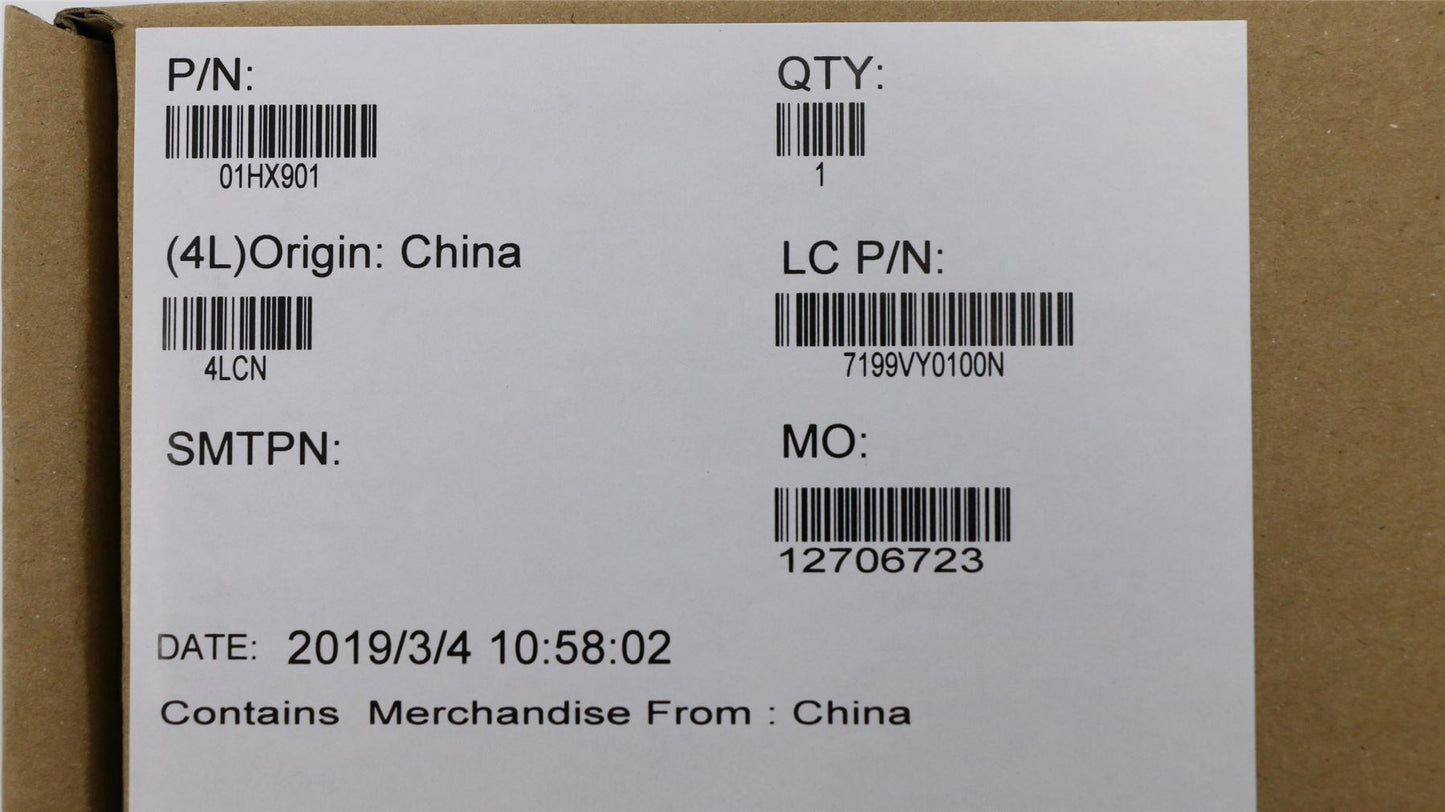 P/N:
QTY:
01HX901
1
(4L)Origin: China
LC P/N:
4LCN
7199VY0100N
SMTPN:
MO:
12706723
DATE: 2019/3/4 10:58:02
Contains Merchandise From : China